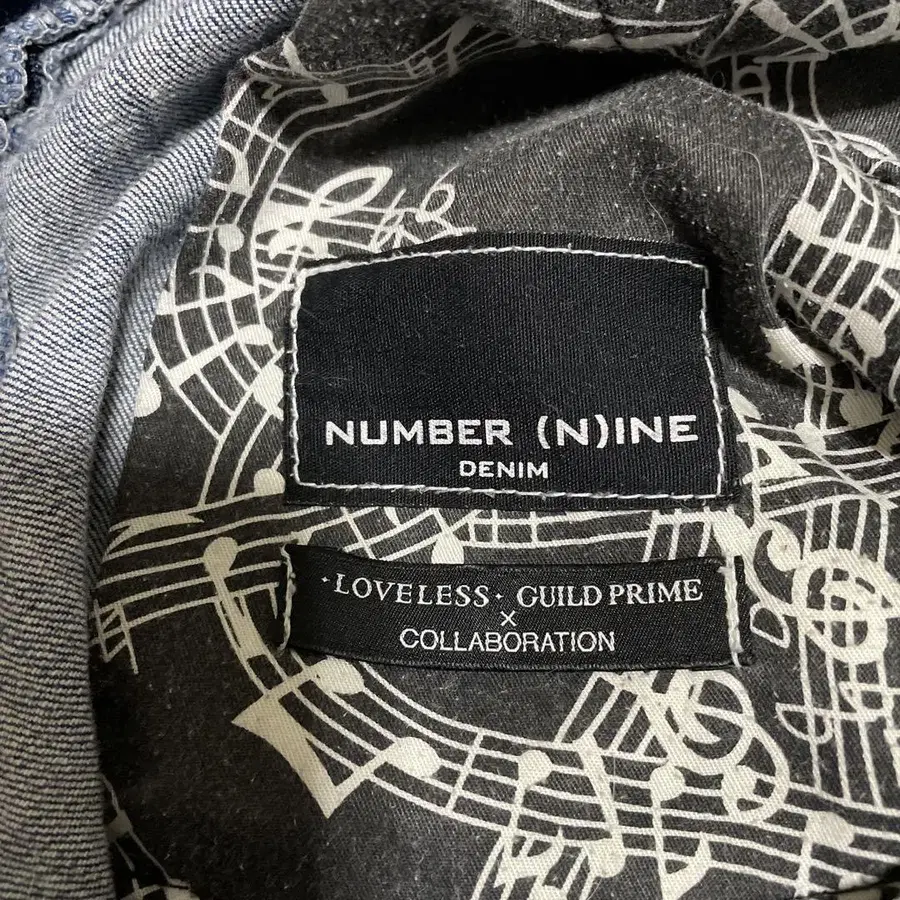 NUMBER (N)INE
DENIM
·LOVELESS· GUILD PRIME
×
COLLABORATION